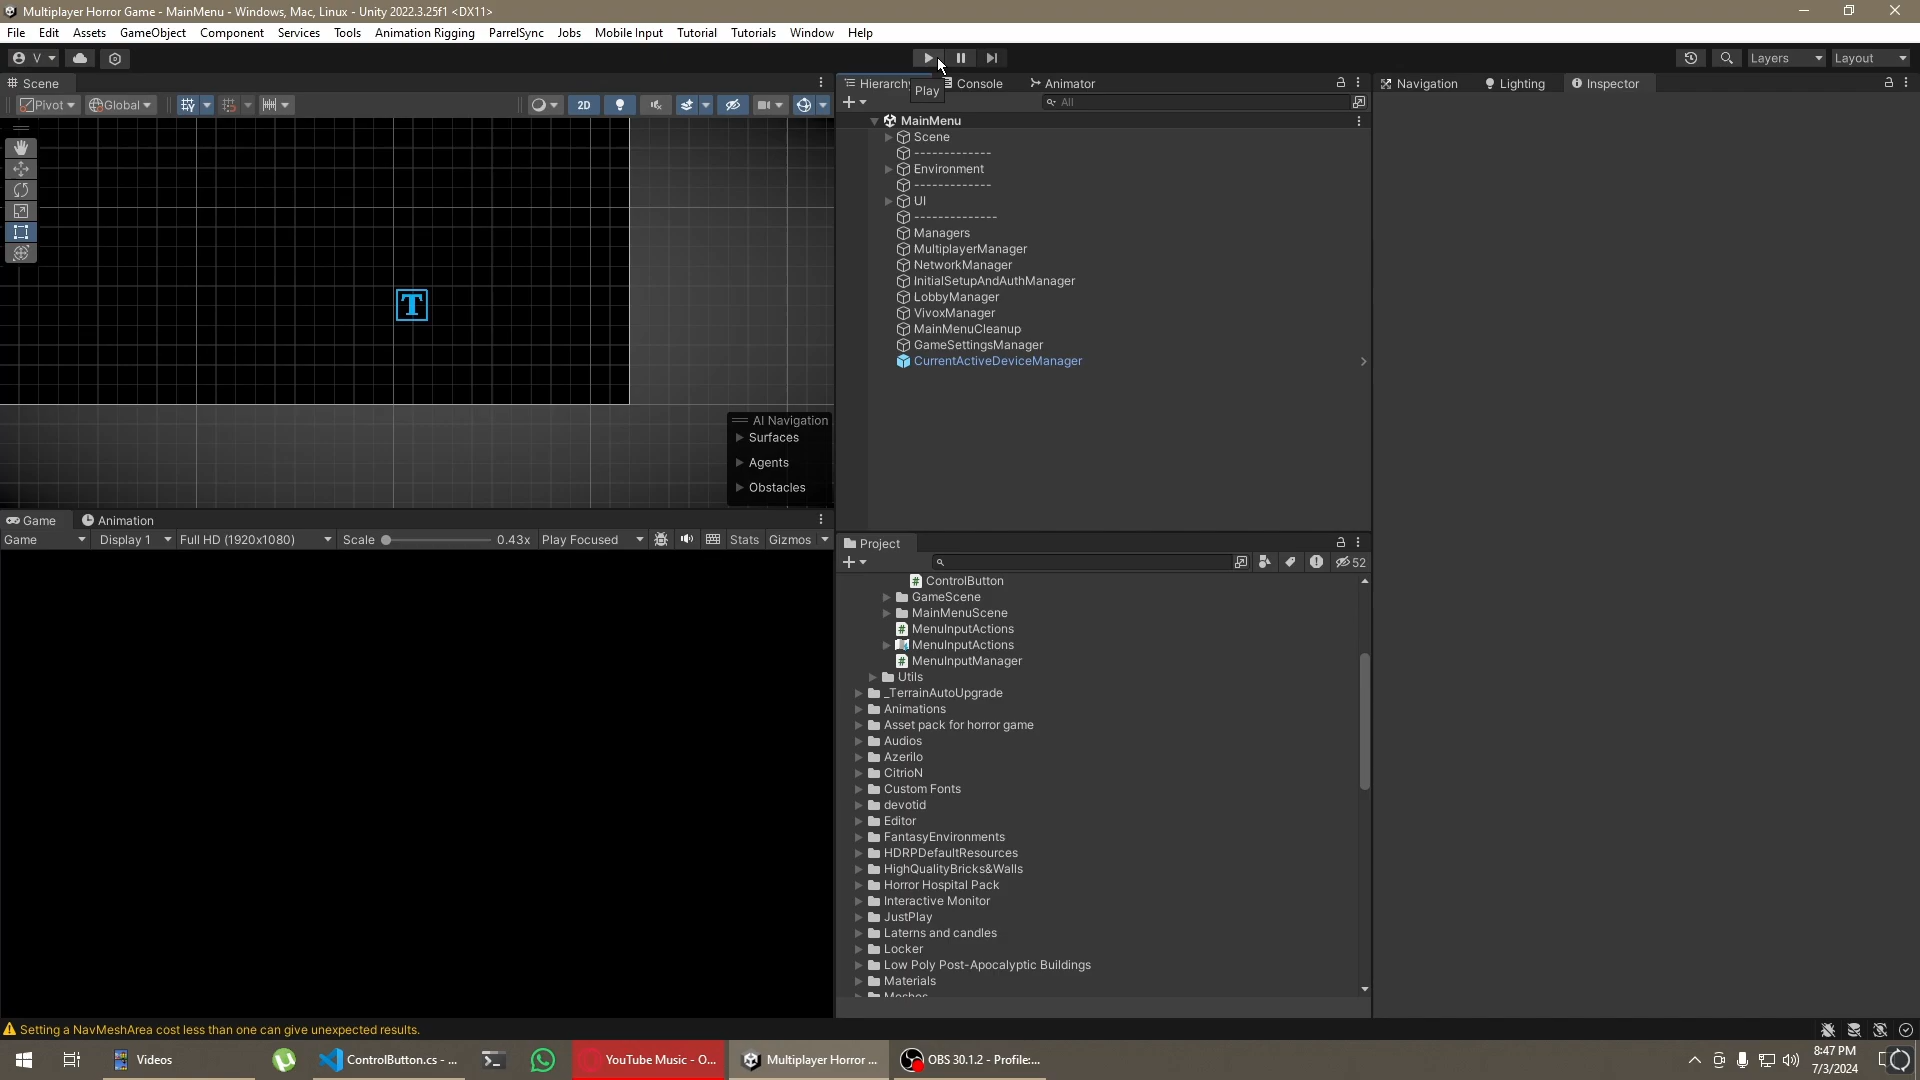 Multiplayer Horror Game - MainMenu - Windows, Mac, Linux - Unity 2022.3.25f1 <DX11>
File Edit Assets GameObject Component Services Tools Animation Rigging ParrelSync Jobs Mobile Input Tutorial Tutorials Window Help
V Layers Layout
Scene
Pivot Global 2D
T
AI Navigation
Surfaces
Agents
Obstacles
Game Animation
Game Display 1 Full HD (1920x1080) Scale 0.43x Play Focused Stats Gizmos
Hierarchy Console Animator
Play
All
MainMenu
Scene
-------------
Environment
-------------
UI
--------------
Managers
MultiplayerManager
NetworkManager
InitialSetupAndAuthManager
LobbyManager
VivoxManager
MainMenuCleanup
GameSettingsManager
CurrentActiveDeviceManager
Project
52
ControlButton
GameScene
MainMenuScene
MenuInputActions
MenuInputActions
MenuInputManager
Utils
_TerrainAutoUpgrade
Animations
Asset pack for horror game
Audios
Azerilo
CitrioN
Custom Fonts
devotid
Editor
FantasyEnvironments
HDRPDefaultResources
HighQualityBricks&Walls
Horror Hospital Pack
Interactive Monitor
JustPlay
Laterns and candles
Locker
Low Poly Post-Apocalyptic Buildings
Materials
Meshes
Navigation Lighting Inspector
Setting a NavMeshArea cost less than one can give unexpected results.
Videos ControlButton.cs - ... YouTube Music - O... Multiplayer Horror ... OBS 30.1.2 - Profile:...
8:47 PM
7/3/2024